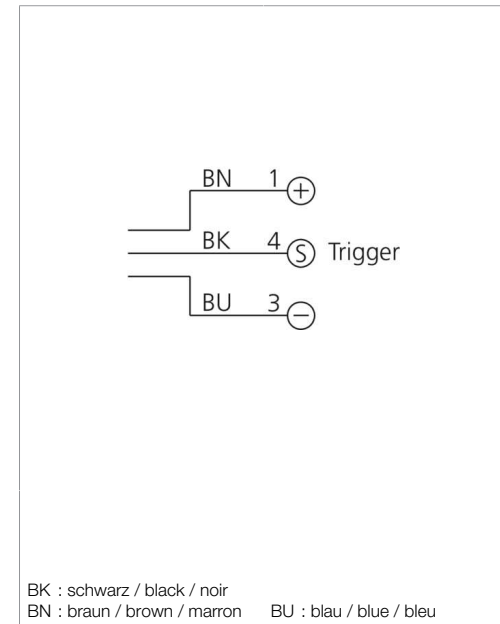 BN 1 +
BK 4 S Trigger
BU 3 −
BK : schwarz / black / noir
BN : braun / brown / marron BU : blau / blue / bleu